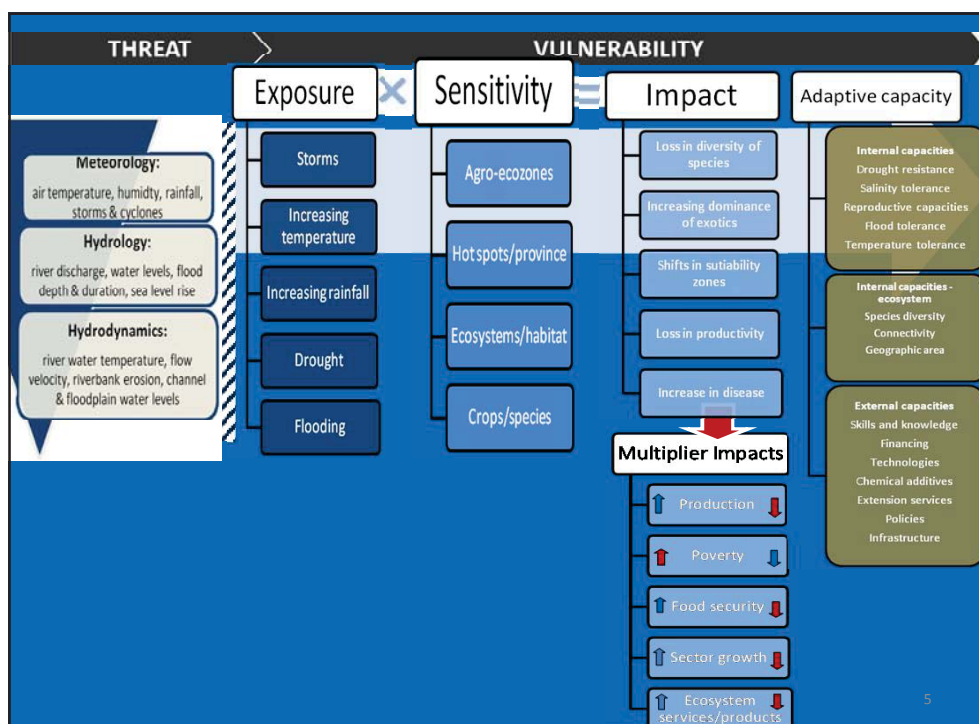 THREAT
VULNERABILITY
Exposure
×
Sensitivity
=
Impact
Adaptive capacity
Meteorology:
air temperature, humidty, rainfall,
storms & cyclones
Hydrology:
river discharge, water levels, flood
depth & duration, sea level rise
Hydrodynamics:
river water temperature, flow
velocity, riverbank erosion, channel
& floodplain water levels
Storms
Increasing
temperature
Increasing rainfall
Drought
Flooding
Agro-ecozones
Hot spots/province
Ecosystems/habitat
Crops/species
Loss in diversity of
species
Increasing dominance
of exotics
Shifts in sutiability
zones
Loss in productivity
Increase in disease
Multiplier Impacts
Production
Poverty
Food security
Sector growth
Ecosystem
services/products
Internal capacities
Drought resistance
Salinity tolerance
Reproductive capacities
Flood tolerance
Temperature tolerance
Internal capacities -
ecosystem
Species diversity
Connectivity
Geographic area
External capacities
Skills and knowledge
Financing
Technologies
Chemical additives
Extension services
Policies
Infrastructure
5